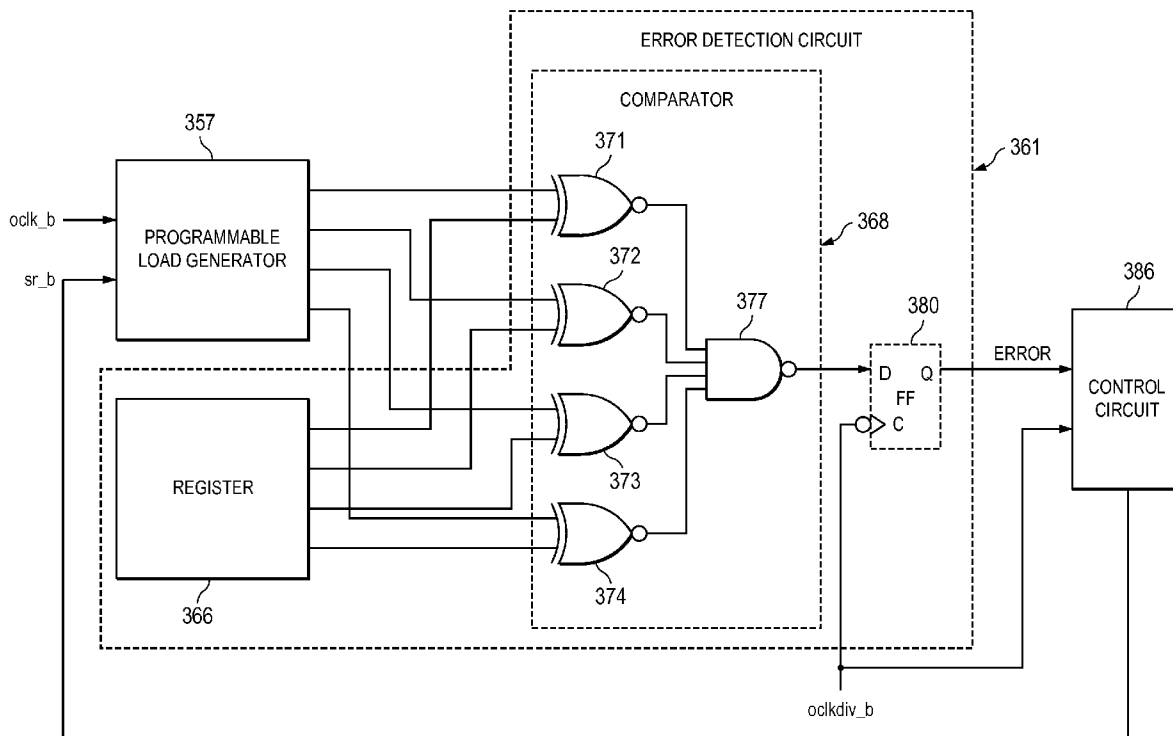 ERROR DETECTION CIRCUIT
COMPARATOR
357
371
361
oclk_b
PROGRAMMABLE
LOAD GENERATOR
368
sr_b
372
386
377
380
D Q
ERROR
FF
CONTROL
CIRCUIT
C
REGISTER
373
366
374
oclkdiv_b